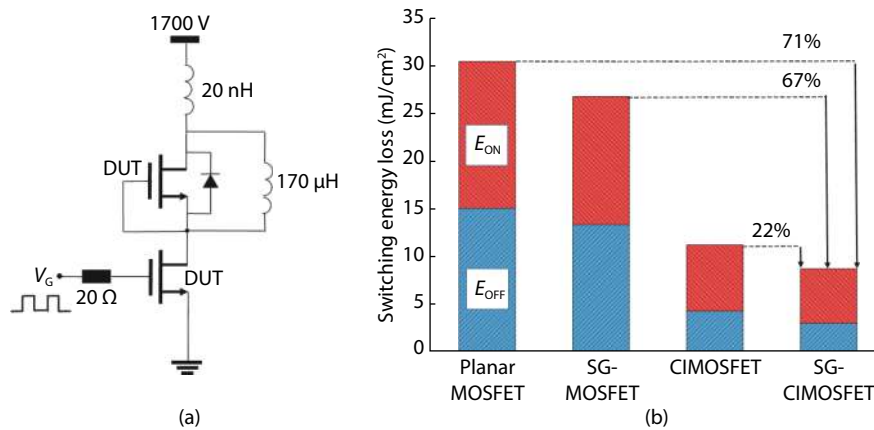 (a)
1700 V
20 nH
DUT
170 μH
V_G
20 Ω
DUT
(b)
Switching energy loss (mJ/cm²)
35
30
25
20
15
10
5
0
71%
67%
22%
E_ON
E_OFF
Planar
MOSFET
SG-
MOSFET
CIMOSFET
SG-
CIMOSFET
(a)
(b)